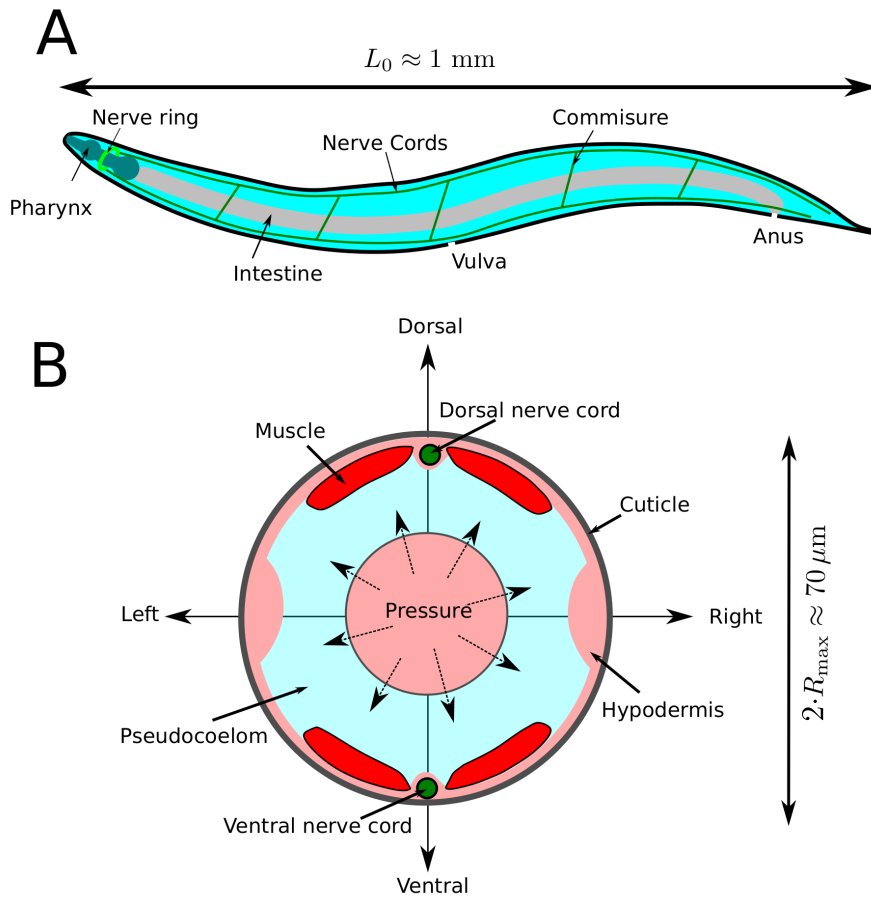 A
L₀ ≈ 1 mm
Nerve ring
Commisure
Nerve Cords
Pharynx
Intestine
Vulva
Anus
B
Dorsal
Dorsal nerve cord
Muscle
Cuticle
Pressure
Left
Right
2·R_max ≈ 70 μm
Hypodermis
Pseudocoelom
Ventral nerve cord
Ventral